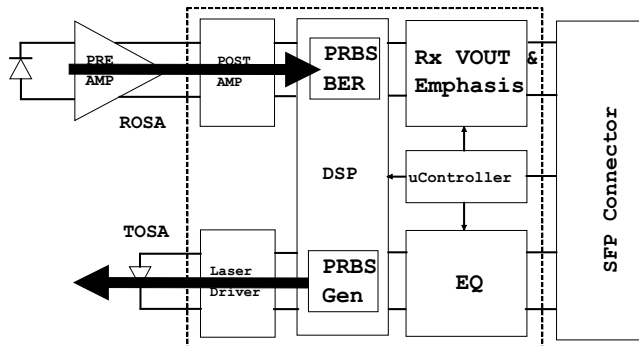 PRE
AMP
POST
AMP
PRBS
BER
Rx VOUT &
Emphasis
ROSA
DSP
uController
SFP Connector
TOSA
Laser
Driver
PRBS
Gen
EQ